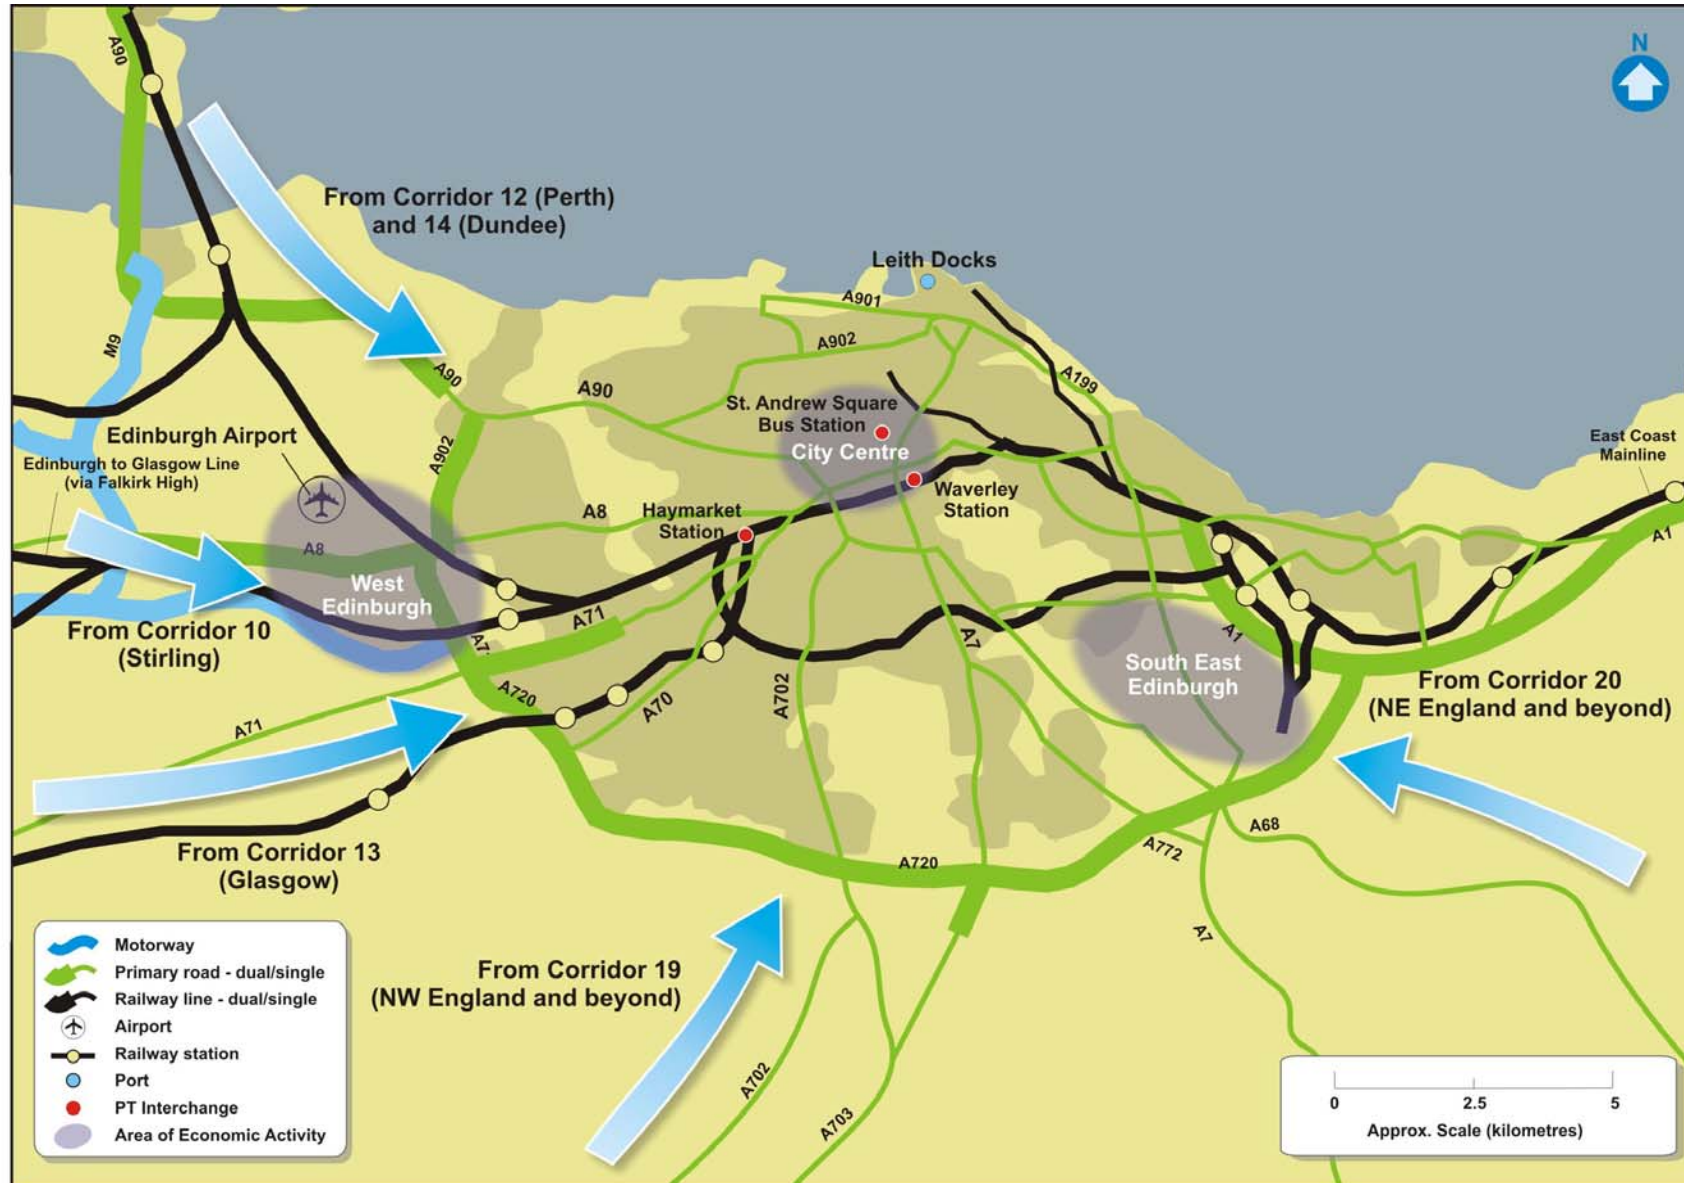 A90
N
From Corridor 12 (Perth)
and 14 (Dundee)
Leith Docks
A901
A902
M9
A90
A90
A199
St. Andrew Square
Bus Station
City Centre
A902
Edinburgh Airport
Edinburgh to Glasgow Line
(via Falkirk High)
East Coast
Mainline
Waverley
Station
Haymarket
Station
A8
A8
A1
West
Edinburgh
A71
From Corridor 10
(Stirling)
A71
A1
A7
South East
Edinburgh
A720
A70
A702
From Corridor 20
(NE England and beyond)
A71
A68
A772
From Corridor 13
(Glasgow)
A720
A7
From Corridor 19
(NW England and beyond)
A702
A703
Motorway
Primary road - dual/single
Railway line - dual/single
Airport
Railway station
Port
PT Interchange
Area of Economic Activity
0 2.5 5
Approx. Scale (kilometres)